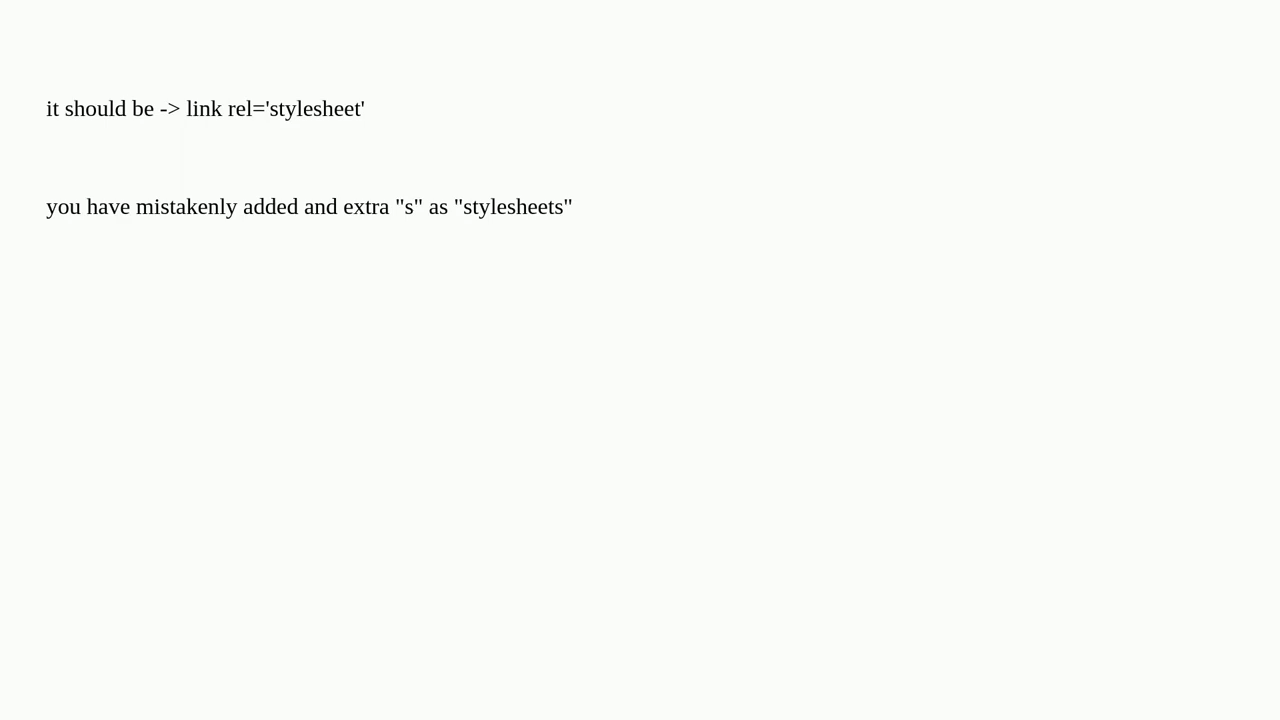 it should be -> link rel='stylesheet'
you have mistakenly added and extra "s" as "stylesheets"